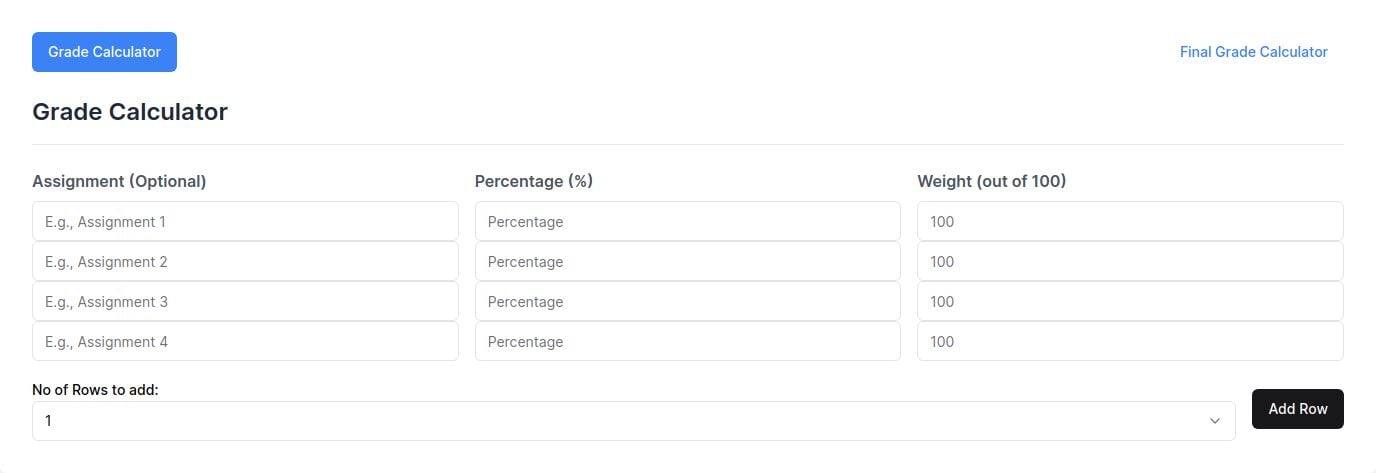 Grade Calculator
Final Grade Calculator
Grade Calculator
Assignment (Optional) Percentage (%) Weight (out of 100)
E.g., Assignment 1 Percentage 100
E.g., Assignment 2 Percentage 100
E.g., Assignment 3 Percentage 100
E.g., Assignment 4 Percentage 100
No of Rows to add:
1
Add Row